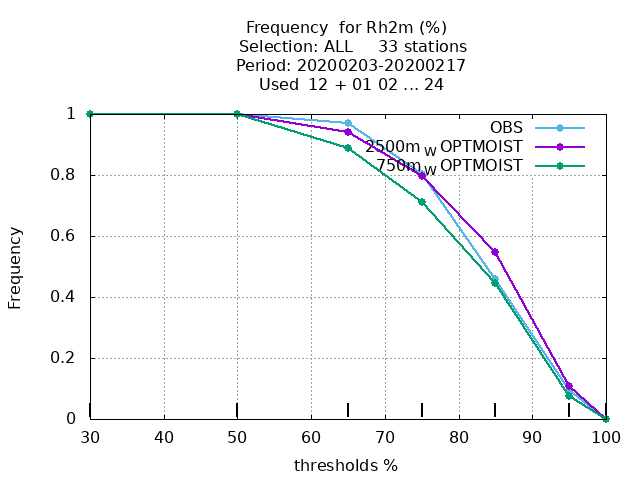 Frequency  for Rh2m (%)
Selection: ALL     33 stations
Period: 20200203-20200217
Used  12 + 01 02 ... 24
OBS
2500m W OPTMOIST
750m W OPTMOIST
1
0.8
0.6
0.4
0.2
0
Frequency
30 40 50 60 70 80 90 100
thresholds %